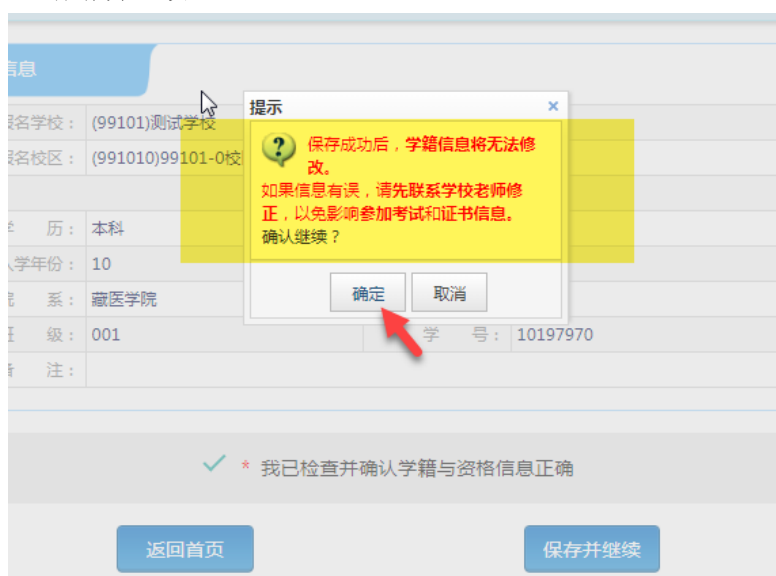 信息
提示
×
报名学校： (99101)测试学校
报名校区： (991010)99101-0校
保存成功后，学籍信息将无法修
改。
如果信息有误，请先联系学校老师修
正，以免影响参加考试和证书信息。
确认继续？
确定 取消
学 历： 本科
入学年份： 10
院 系： 藏医学院
班 级： 001 学 号： 10197970
备 注：
* 我已检查并确认学籍与资格信息正确
返回首页 保存并继续